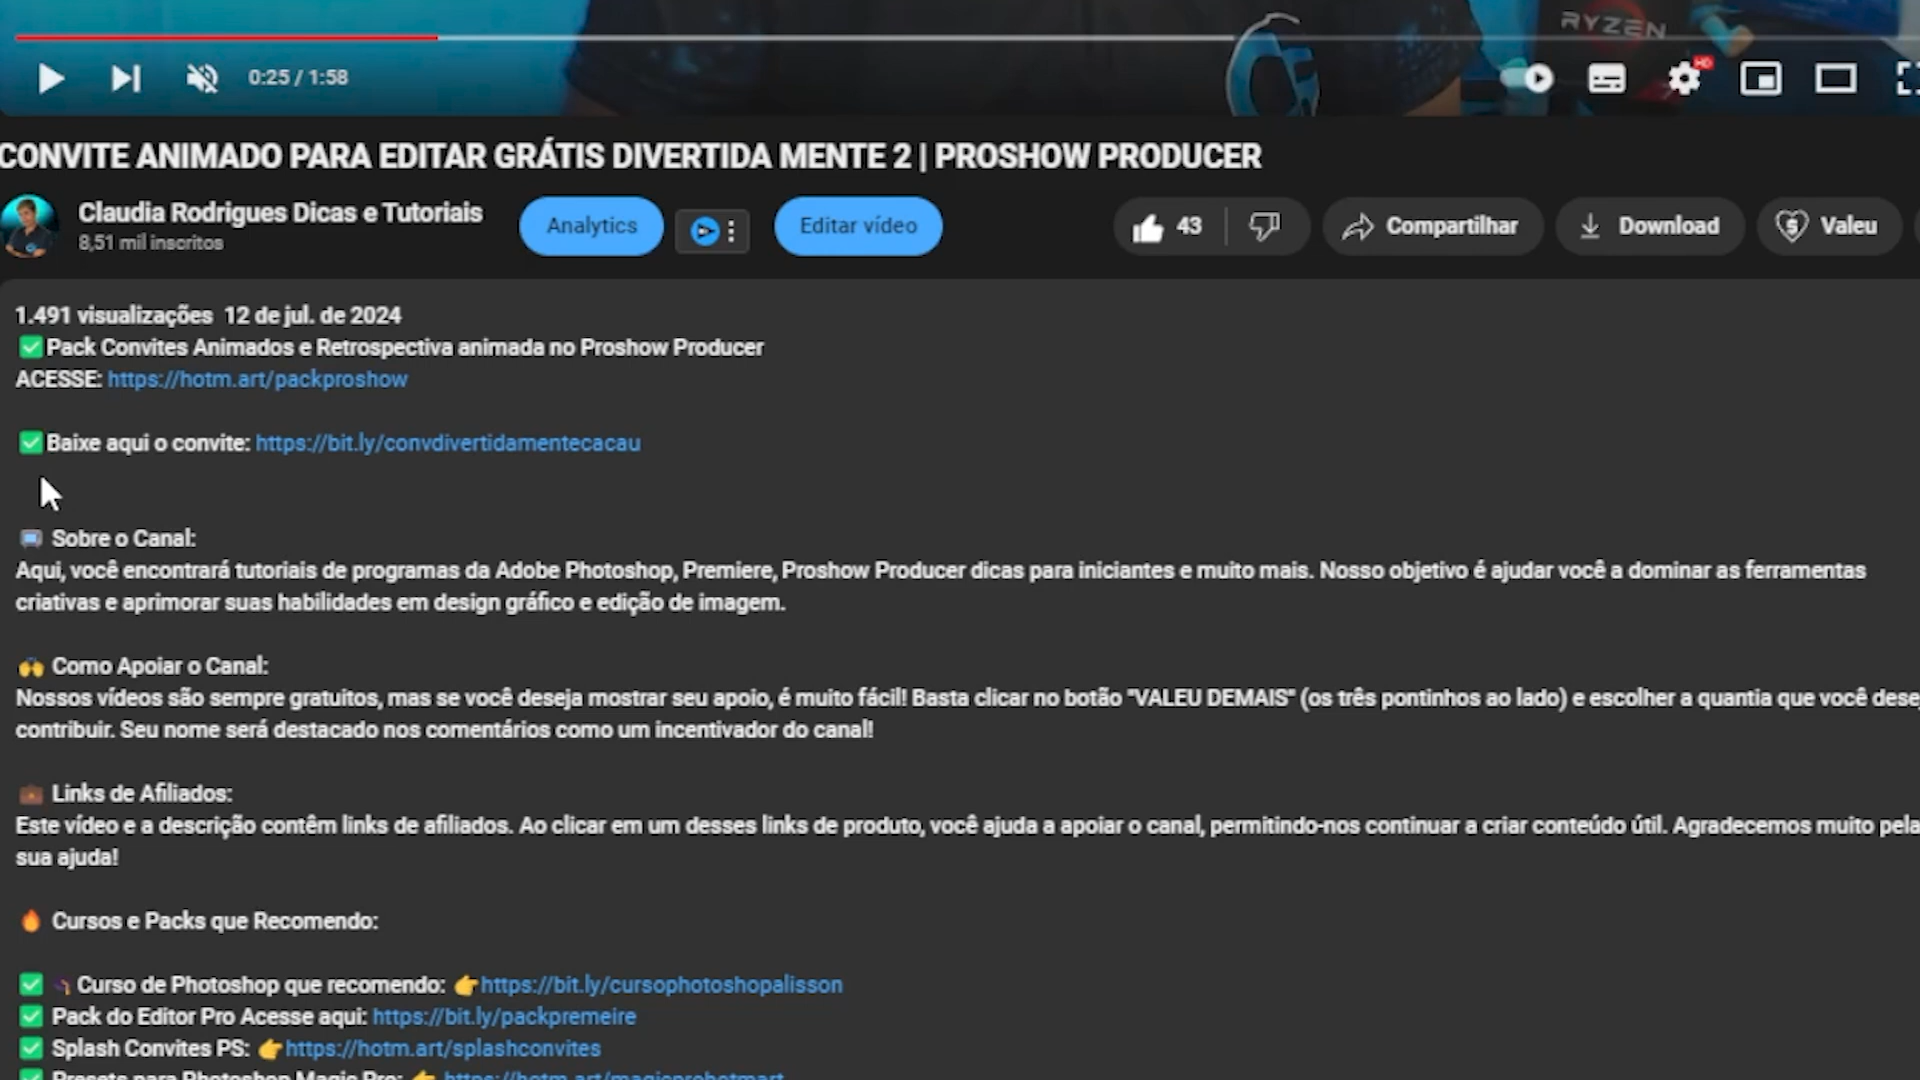 RYZEN
0:25 / 1:58
HD
CONVITE ANIMADO PARA EDITAR GRÁTIS DIVERTIDA MENTE 2 | PROSHOW PRODUCER
Claudia Rodrigues Dicas e Tutoriais
8,51 mil inscritos
Analytics
Editar vídeo
43
Compartilhar
Download
Valeu
1.491 visualizações 12 de jul. de 2024
✅Pack Convites Animados e Retrospectiva animada no Proshow Producer
ACESSE: https://hotm.art/packproshow
✅Baixe aqui o convite: https://bit.ly/convdivertidamentecacau
Sobre o Canal:
Aqui, você encontrará tutoriais de programas da Adobe Photoshop, Premiere, Proshow Producer dicas para iniciantes e muito mais. Nosso objetivo é ajudar você a dominar as ferramentas
criativas e aprimorar suas habilidades em design gráfico e edição de imagem.
🙌 Como Apoiar o Canal:
Nossos vídeos são sempre gratuitos, mas se você deseja mostrar seu apoio, é muito fácil! Basta clicar no botão "VALEU DEMAIS" (os três pontinhos ao lado) e escolher a quantia que você dese
contribuir. Seu nome será destacado nos comentários como um incentivador do canal!
💼 Links de Afiliados:
Este vídeo e a descrição contêm links de afiliados. Ao clicar em um desses links de produto, você ajuda a apoiar o canal, permitindo-nos continuar a criar conteúdo útil. Agradecemos muito pela
sua ajuda!
🔥 Cursos e Packs que Recomendo:
✅ Curso de Photoshop que recomendo: 👉https://bit.ly/cursophotoshopalisson
✅ Pack do Editor Pro Acesse aqui: https://bit.ly/packpremeire
✅ Splash Convites PS: 👉https://hotm.art/splashconvites
✅ Presets para Photoshop Magic Pro: 👉 https://hotm.art/magicprohotmart